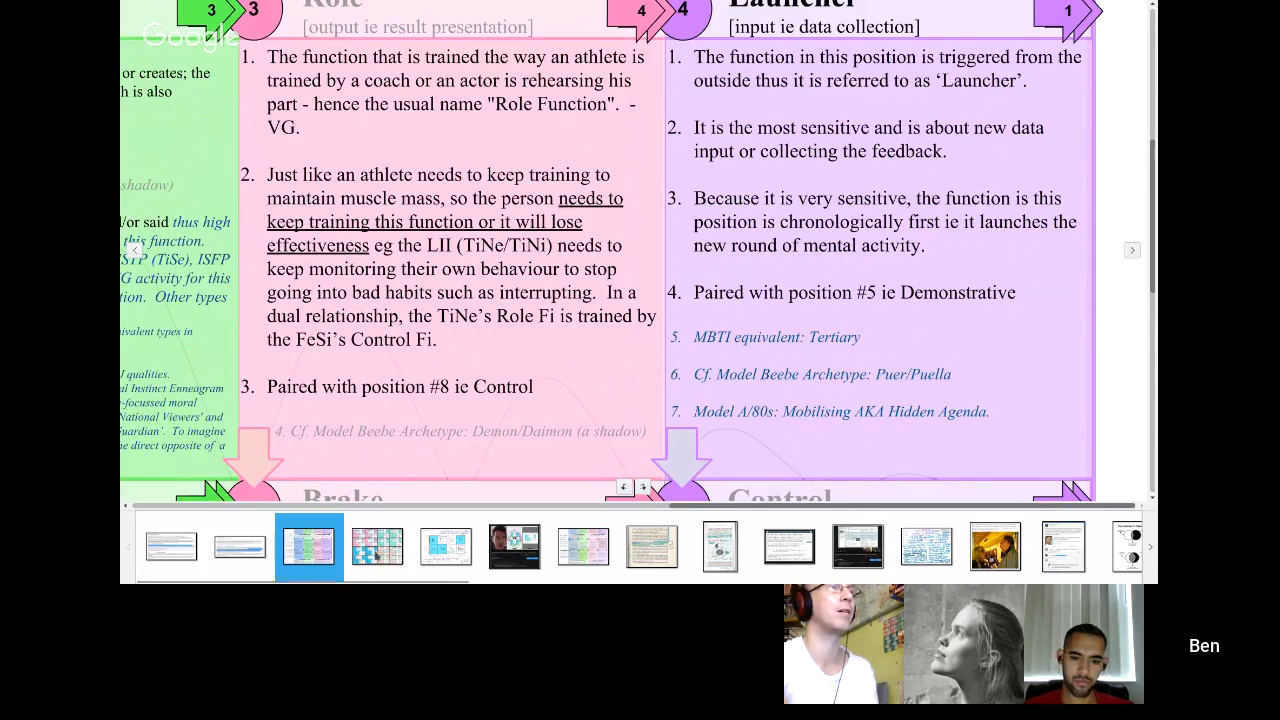 3
3
Role
4
4
Launcher
1
Google
[output ie result presentation]
[input ie data collection]
or creates; the
h is also
shadow)
/or said thus high
this function.
ISTP (TiSe), ISFP
G activity for this
tion. Other types
uivalent types in
J qualities.
al Instinct Enneagram
-focussed moral
National Viewers' and
Guardian'. To imagine
he direct opposite of a
1. The function that is trained the way an athlete is
trained by a coach or an actor is rehearsing his
part - hence the usual name "Role Function". -
VG.
2. Just like an athlete needs to keep training to
maintain muscle mass, so the person needs to
keep training this function or it will lose
effectiveness eg the LII (TiNe/TiNi) needs to
keep monitoring their own behaviour to stop
going into bad habits such as interrupting. In a
dual relationship, the TiNe's Role Fi is trained by
the FeSi's Control Fi.
3. Paired with position #8 ie Control
4. Cf. Model Beebe Archetype: Demon/Daimon (a shadow)
1. The function in this position is triggered from the
outside thus it is referred to as ‘Launcher’.
2. It is the most sensitive and is about new data
input or collecting the feedback.
3. Because it is very sensitive, the function is this
position is chronologically first ie it launches the
new round of mental activity.
4. Paired with position #5 ie Demonstrative
5. MBTI equivalent: Tertiary
6. Cf. Model Beebe Archetype: Puer/Puella
7. Model A/80s: Mobilising AKA Hidden Agenda.
Brake
Control
Ben